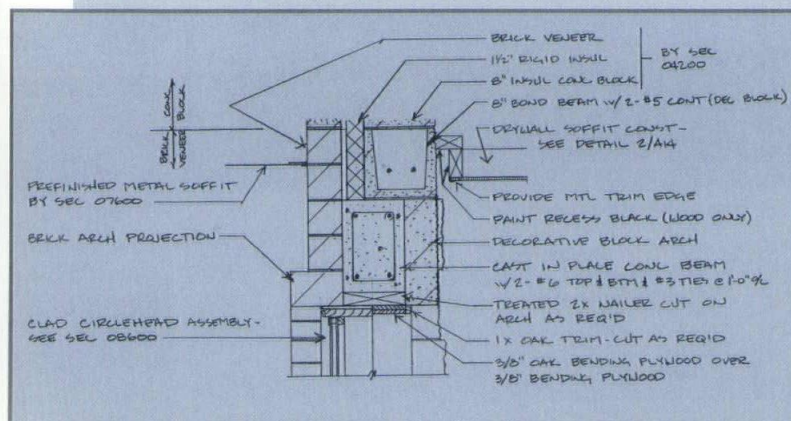 BRICK VENEER
1½" RIGID INSUL
8" INSUL CONC BLOCK
BY SEC
04200
8" BOND BEAM W/ 2-#5 CONT (DEC BLOCK)
DRYWALL SOFFIT CONST-
SEE DETAIL 2/A14
PROVIDE MTL TRIM EDGE
PAINT RECESS BLACK (WOOD ONLY)
DECORATIVE BLOCK ARCH
CAST IN PLACE CONC BEAM
W/ 2-#6 TOP & BTM & #3 TIES @ 1'-0" %
TREATED 2X NAILER CUT ON
ARCH AS REQ'D
1X OAK TRIM-CUT AS REQ'D
3/8" OAK BENDING PLYWOOD OVER
3/8" BENDING PLYWOOD
CONC
BLOCK
BRICK
VENEER
PREFINISHED METAL SOFFIT
BY SEC 07600
BRICK ARCH PROJECTION
CLAD CIRCLEHEAD ASSEMBLY-
SEE SEC 08600